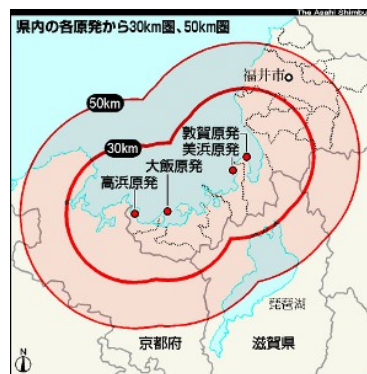 The Asahi Shimbun
県内の各原発から30km圏、50km圏
福井市
50km
30km
敦賀原発
美浜原発
大飯原発
高浜原発
琵琶湖
京都府
滋賀県
N